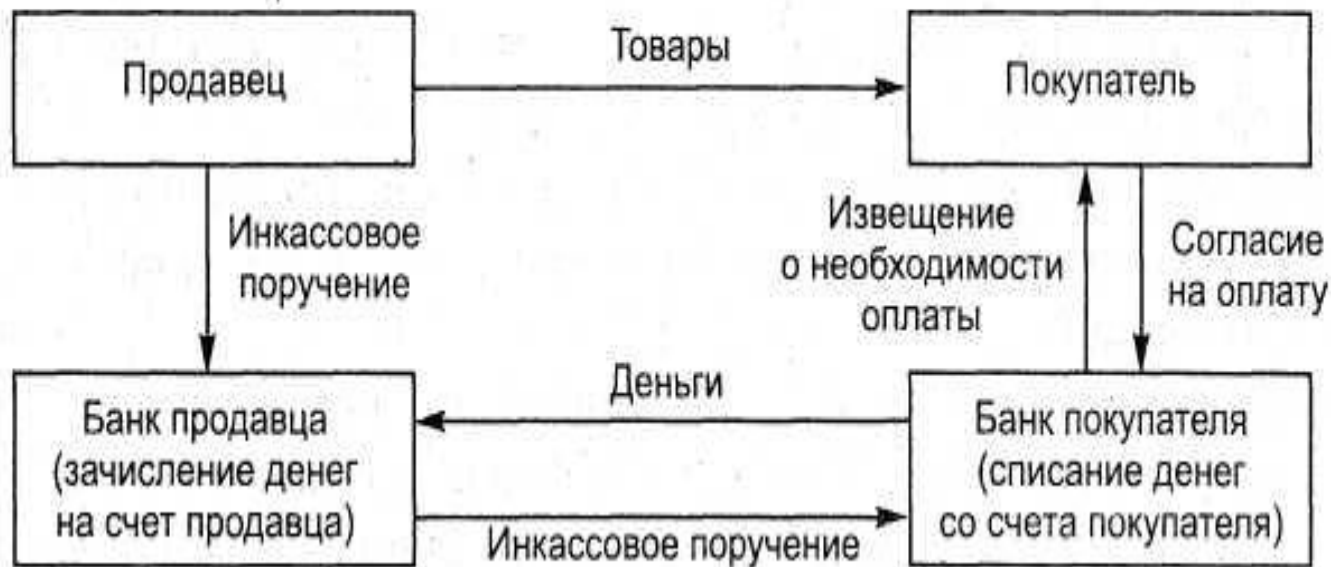 Товары
Продавец
Покупатель
Инкассовое
поручение
Извещение
о необходимости
оплаты
Согласие
на оплату
Деньги
Банк продавца
(зачисление денег
на счет продавца)
Банк покупателя
(списание денег
со счета покупателя)
Инкассовое поручение